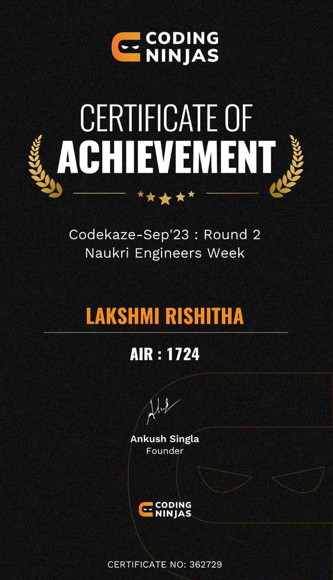 CODING
NINJAS
CERTIFICATE OF
ACHIEVEMENT
Codekaze-Sep'23 : Round 2
Naukri Engineers Week
LAKSHMI RISHITHA
AIR : 1724
Ankush Singla
Founder
CODING
NINJAS
CERTIFICATE NO: 362729